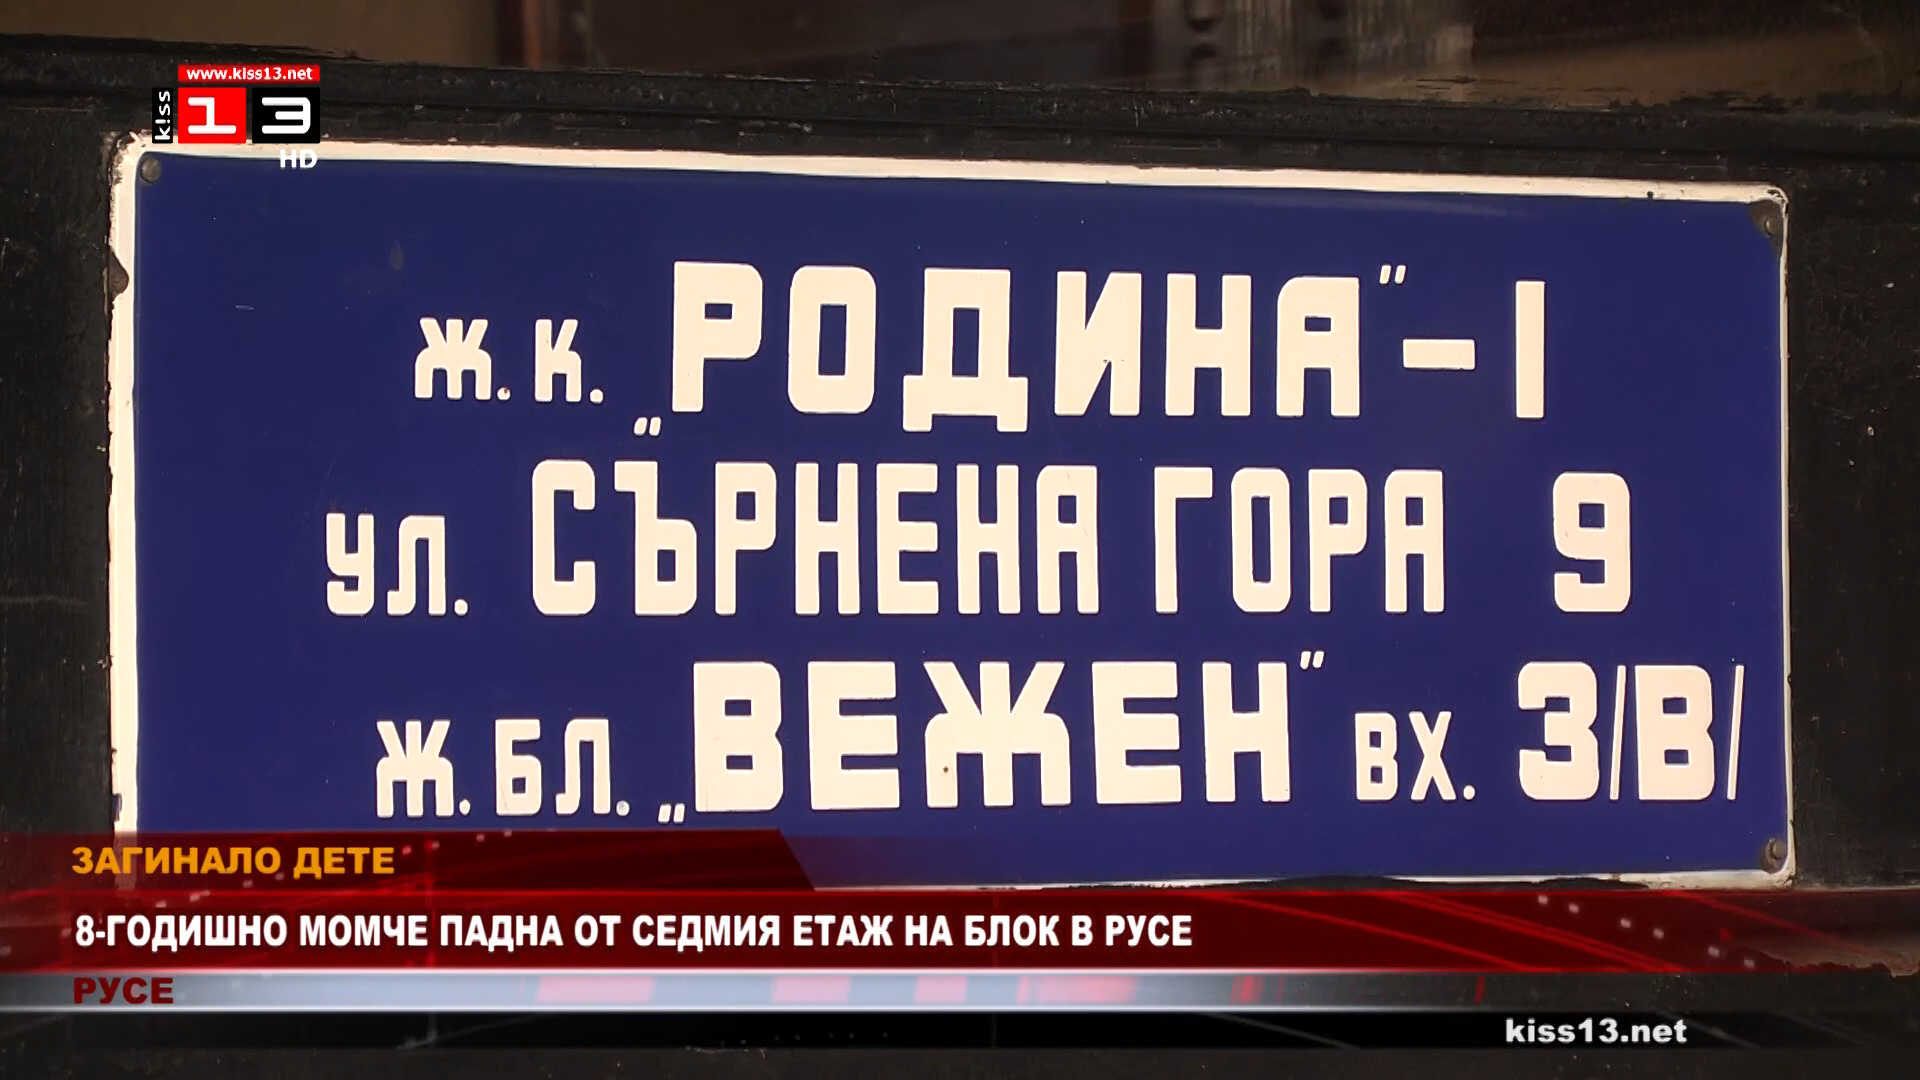 www.kiss13.net
k!ss 13
HD
ж.к. „РОДИНА" – I
ул. СЪРНЕНА ГОРА 9
ж.бл. „ВЕЖЕН" вх. 3/В/
ЗАГИНАЛО ДЕТЕ
8-ГОДИШНО МОМЧЕ ПАДНА ОТ СЕДМИЯ ЕТАЖ НА БЛОК В РУСЕ
РУСЕ
kiss13.net